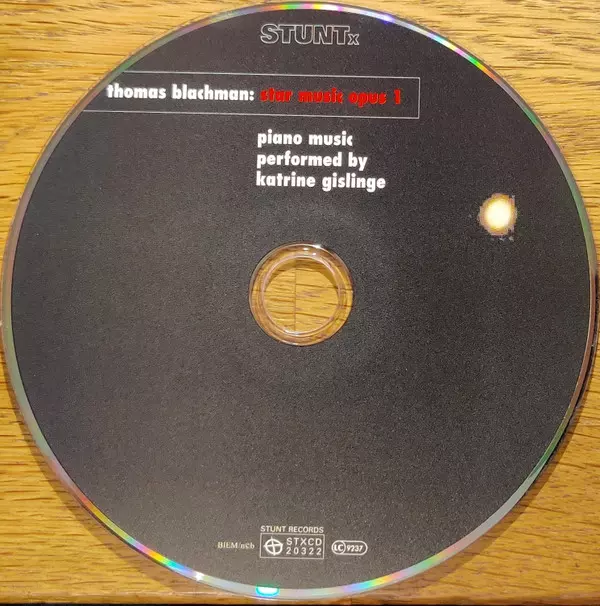 STUNTx
thomas blachman: star music opus 1
piano music
performed by
katrine gislinge
STUNT RECORDS
BIEM/n©b
STXCD
20322
LC 9237